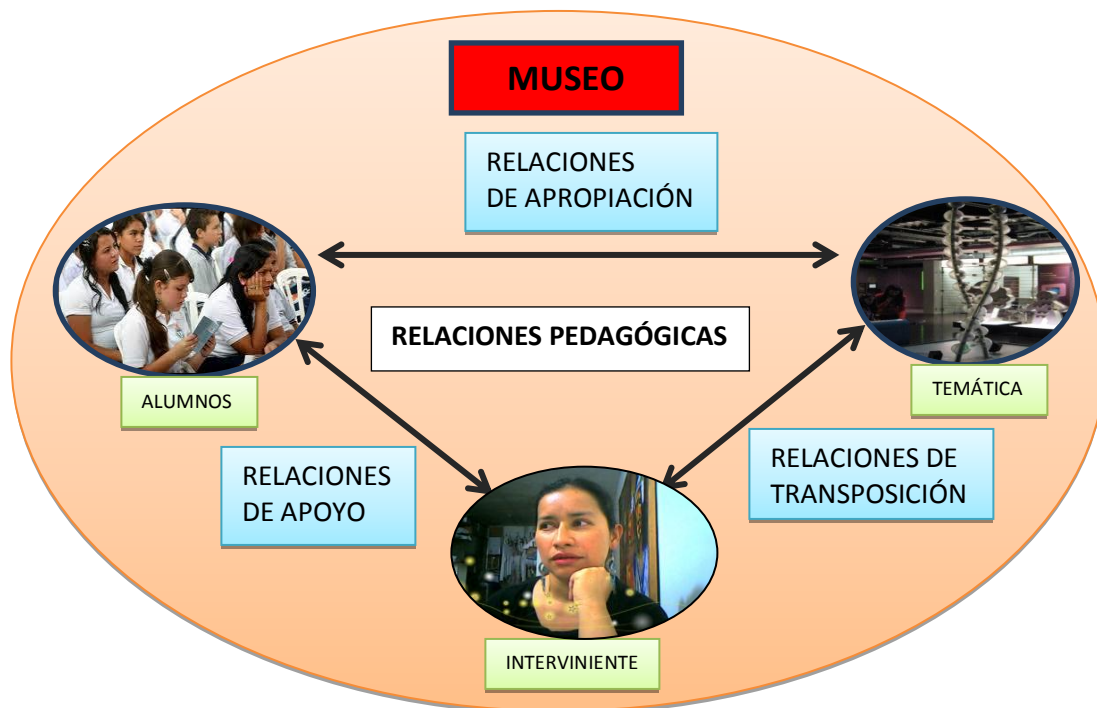 MUSEO
RELACIONES
DE APROPIACIÓN
RELACIONES PEDAGÓGICAS
ALUMNOS
TEMÁTICA
RELACIONES
DE APOYO
RELACIONES DE
TRANSPOSICIÓN
INTERVINIENTE